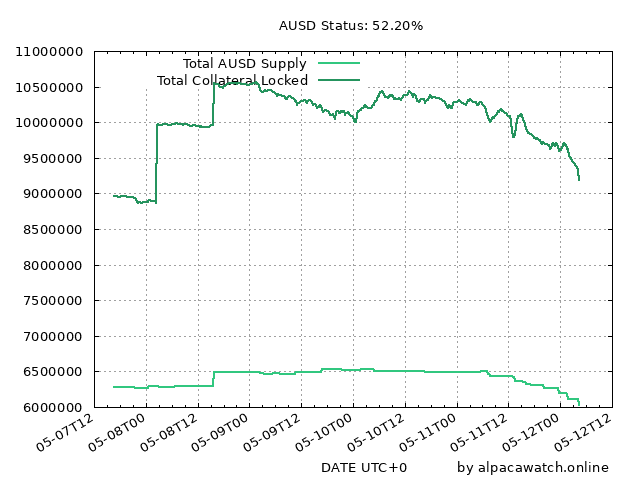 AUSD Status: 52.20%
11000000
10500000
10000000
9500000
9000000
8500000
8000000
7500000
7000000
6500000
6000000
Total AUSD Supply
Total Collateral Locked
05-07T12
05-08T00
05-08T12
05-09T00
05-09T12
05-10T00
05-10T12
05-11T00
05-11T12
05-12T00
05-12T12
DATE UTC+0
by alpacawatch.online